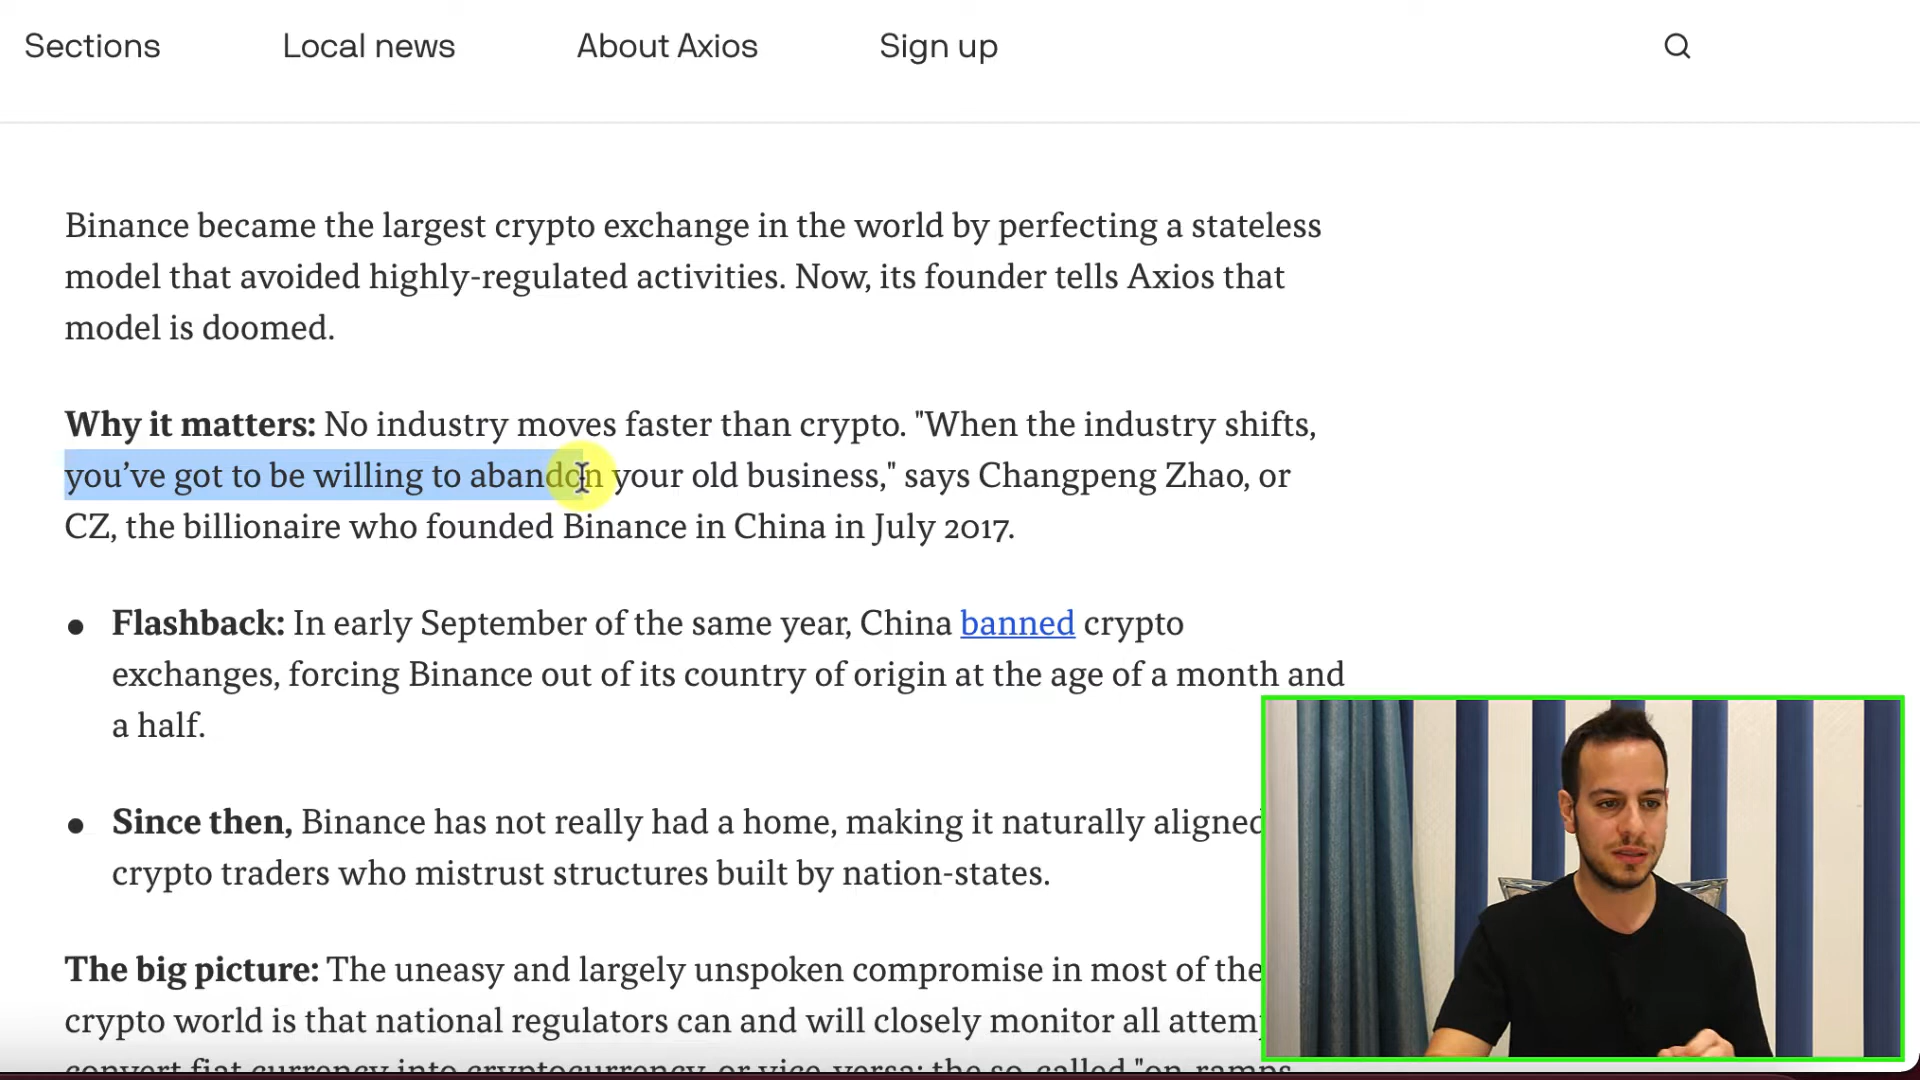 Sections Local news About Axios Sign up
Binance became the largest crypto exchange in the world by perfecting a stateless
model that avoided highly-regulated activities. Now, its founder tells Axios that
model is doomed.
Why it matters: No industry moves faster than crypto. "When the industry shifts,
you’ve got to be willing to abandon your old business," says Changpeng Zhao, or
CZ, the billionaire who founded Binance in China in July 2017.
● Flashback: In early September of the same year, China banned crypto
exchanges, forcing Binance out of its country of origin at the age of a month and
a half.
● Since then, Binance has not really had a home, making it naturally aligned
crypto traders who mistrust structures built by nation-states.
The big picture: The uneasy and largely unspoken compromise in most of the
crypto world is that national regulators can and will closely monitor all attem
convert fiat currency into cryptocurrency, or vice-versa: the so-called "on-ramps